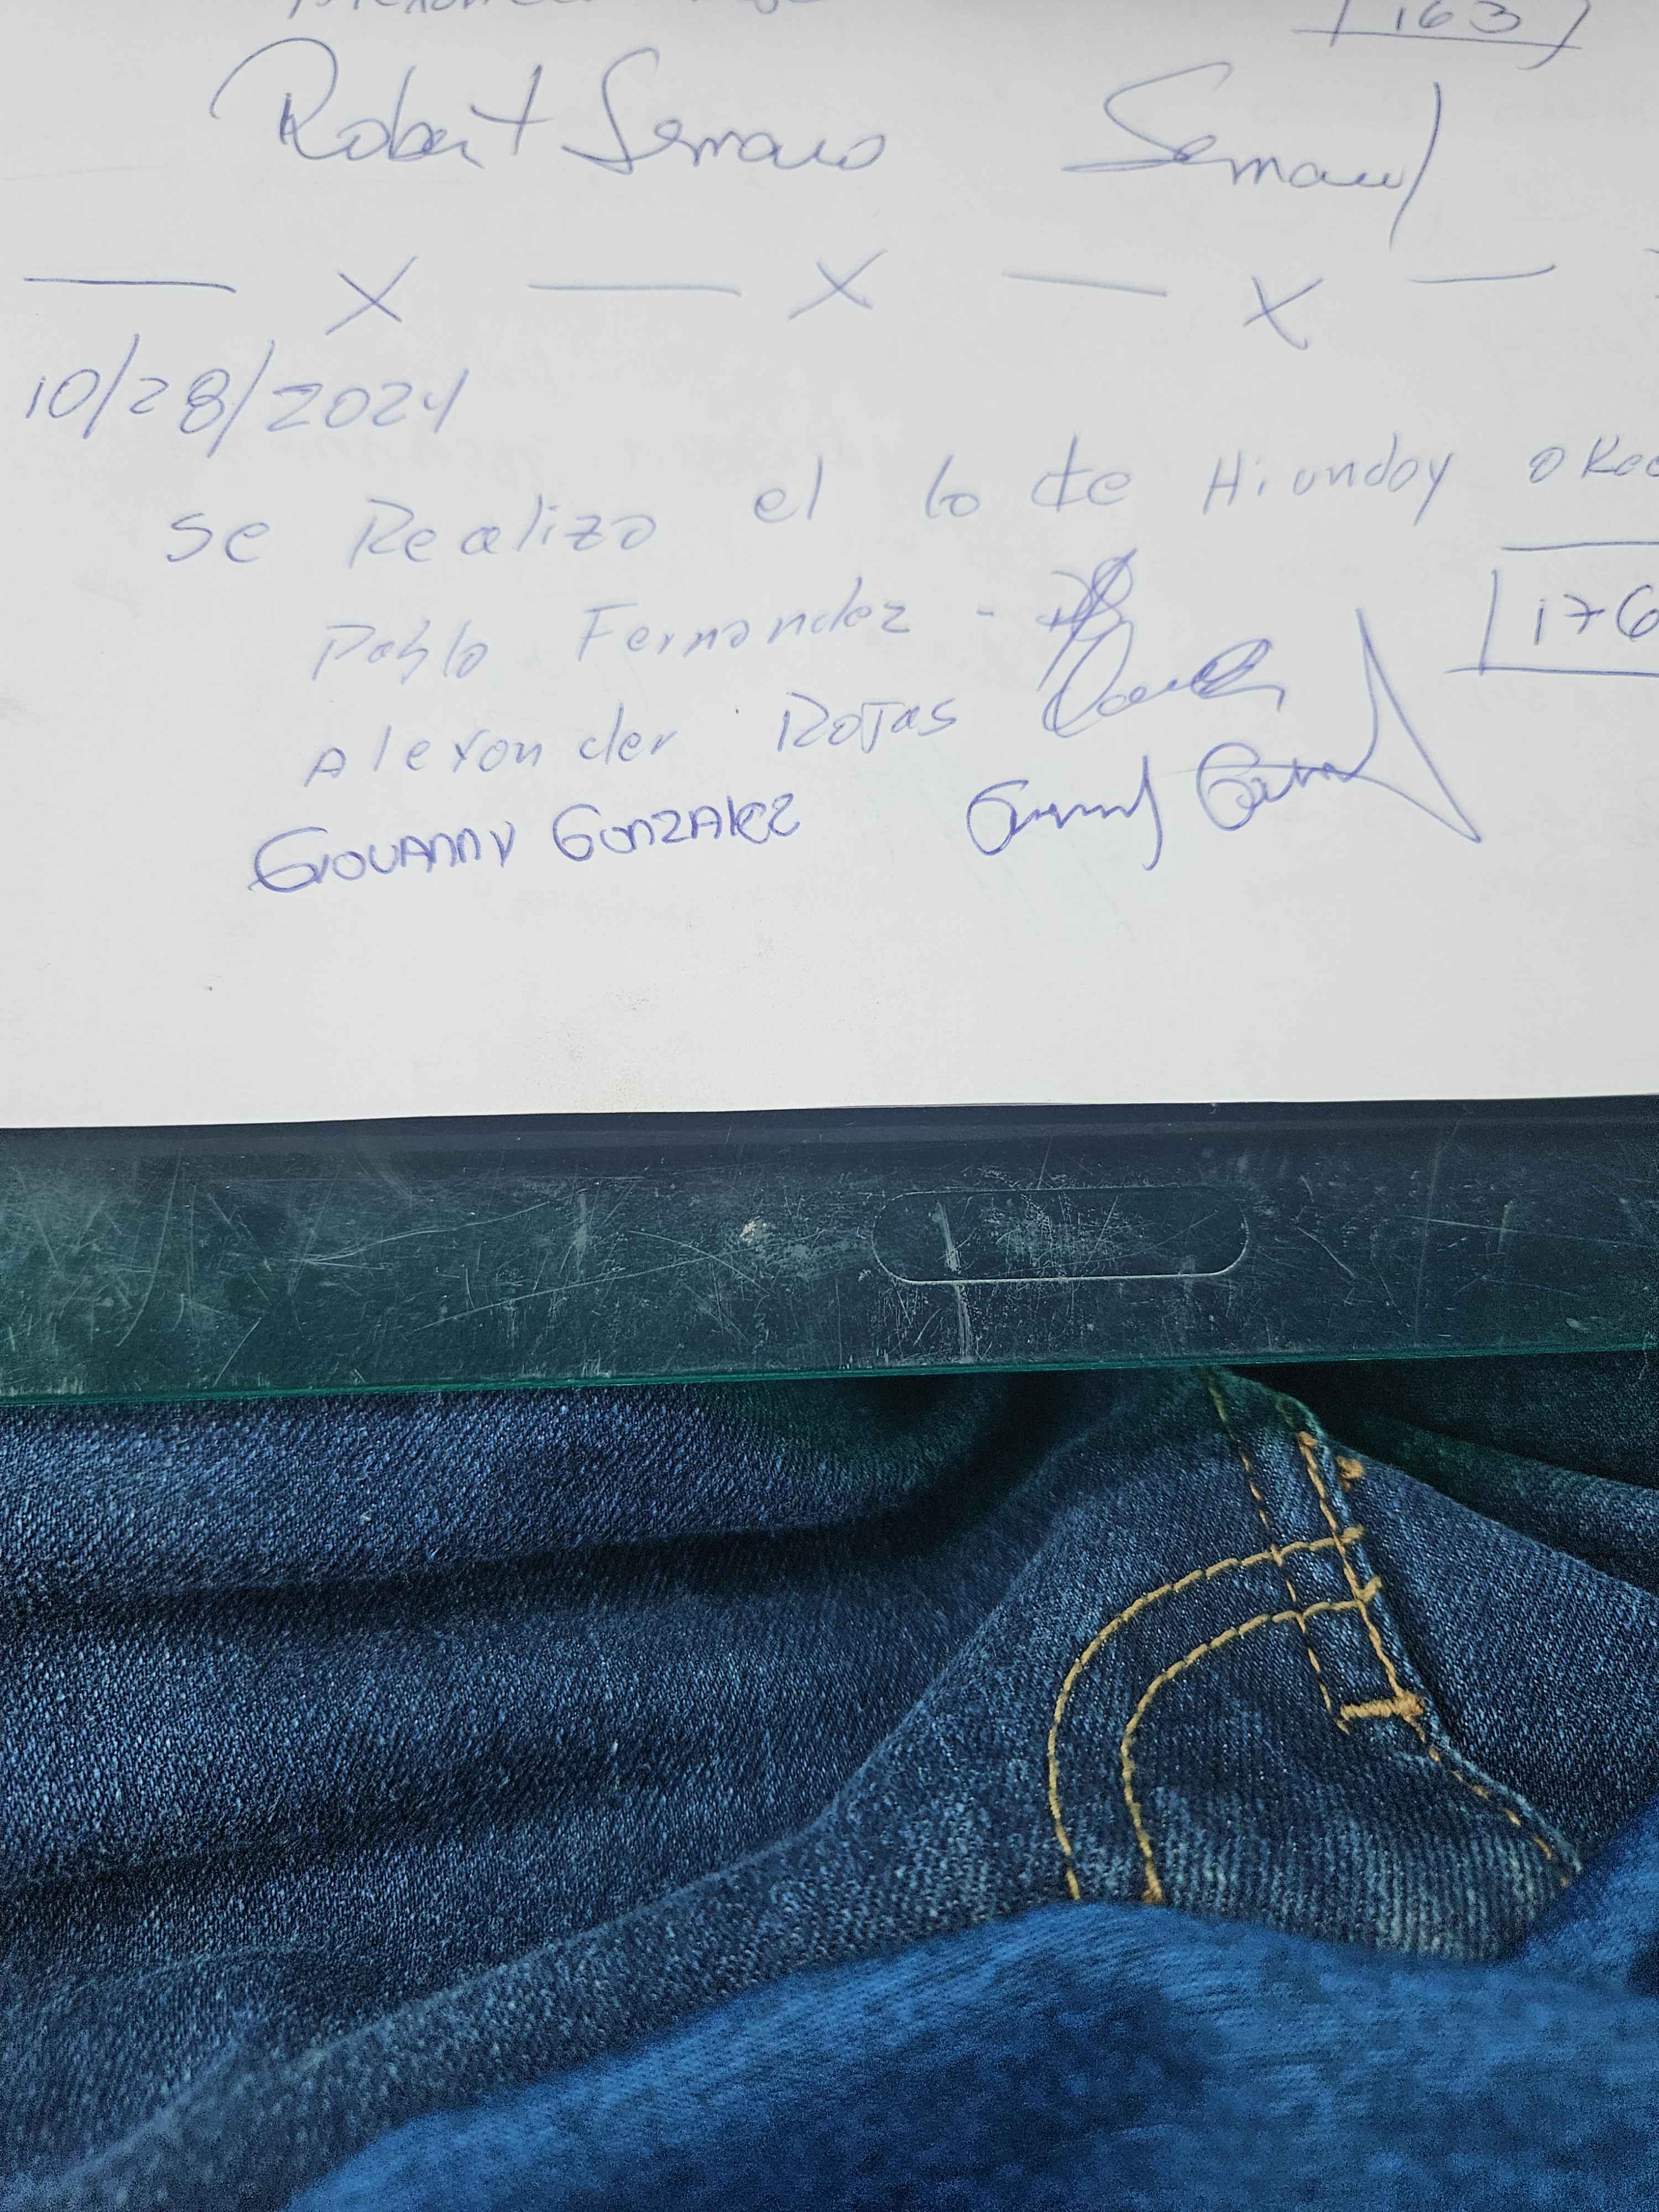 163
Robert Serrano
— X — X — X —
10/28/2024
Se Realizo el lo de Hiunday
Pablo Fernandez -
176
Alexander Rojas
Giovanny Gonzalez